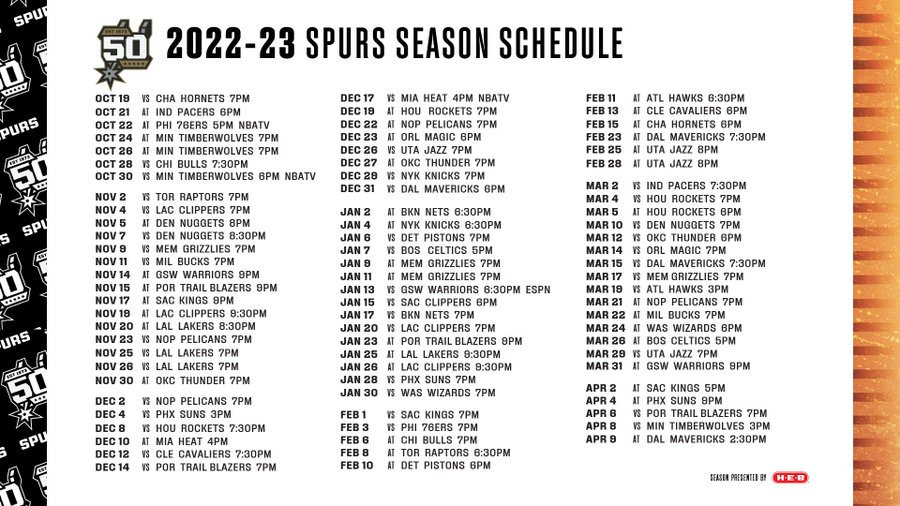 EST 1973
50
2022-23 SPURS SEASON SCHEDULE
OCT 19 VS CHA HORNETS 7PM
OCT 21 AT IND PACERS 6PM
OCT 22 AT PHI 76ERS 5PM NBATV
OCT 24 AT MIN TIMBERWOLVES 7PM
OCT 26 AT MIN TIMBERWOLVES 7PM
OCT 28 VS CHI BULLS 7:30PM
OCT 30 VS MIN TIMBERWOLVES 6PM NBATV
NOV 2 VS TOR RAPTORS 7PM
NOV 4 VS LAC CLIPPERS 7PM
NOV 5 AT DEN NUGGETS 8PM
NOV 7 VS DEN NUGGETS 8:30PM
NOV 9 VS MEM GRIZZLIES 7PM
NOV 11 VS MIL BUCKS 7PM
NOV 14 AT GSW WARRIORS 9PM
NOV 15 AT POR TRAIL BLAZERS 9PM
NOV 17 AT SAC KINGS 9PM
NOV 19 AT LAC CLIPPERS 9:30PM
NOV 20 AT LAL LAKERS 8:30PM
NOV 23 VS NOP PELICANS 7PM
NOV 25 VS LAL LAKERS 7PM
NOV 26 VS LAL LAKERS 7PM
NOV 30 AT OKC THUNDER 7PM
DEC 2 VS NOP PELICANS 7PM
DEC 4 VS PHX SUNS 3PM
DEC 8 VS HOU ROCKETS 7:30PM
DEC 10 AT MIA HEAT 4PM
DEC 12 VS CLE CAVALIERS 7:30PM
DEC 14 VS POR TRAIL BLAZERS 7PM
DEC 17 VS MIA HEAT 4PM NBATV
DEC 19 AT HOU ROCKETS 7PM
DEC 22 AT NOP PELICANS 7PM
DEC 23 AT ORL MAGIC 6PM
DEC 26 VS UTA JAZZ 7PM
DEC 27 AT OKC THUNDER 7PM
DEC 29 VS NYK KNICKS 7PM
DEC 31 VS DAL MAVERICKS 6PM
JAN 2 AT BKN NETS 6:30PM
JAN 4 AT NYK KNICKS 6:30PM
JAN 6 VS DET PISTONS 7PM
JAN 7 VS BOS CELTICS 5PM
JAN 9 AT MEM GRIZZLIES 7PM
JAN 11 AT MEM GRIZZLIES 7PM
JAN 13 VS GSW WARRIORS 6:30PM ESPN
JAN 15 VS SAC CLIPPERS 6PM
JAN 17 VS BKN NETS 7PM
JAN 20 VS LAC CLIPPERS 7PM
JAN 23 AT POR TRAIL BLAZERS 9PM
JAN 25 AT LAL LAKERS 9:30PM
JAN 26 AT LAC CLIPPERS 9:30PM
JAN 28 VS PHX SUNS 7PM
JAN 30 VS WAS WIZARDS 7PM
FEB 1 VS SAC KINGS 7PM
FEB 3 VS PHI 76ERS 7PM
FEB 6 AT CHI BULLS 7PM
FEB 8 AT TOR RAPTORS 6:30PM
FEB 10 AT DET PISTONS 6PM
FEB 11 AT ATL HAWKS 6:30PM
FEB 13 AT CLE CAVALIERS 6PM
FEB 15 AT CHA HORNETS 6PM
FEB 23 AT DAL MAVERICKS 7:30PM
FEB 25 AT UTA JAZZ 8PM
FEB 28 AT UTA JAZZ 8PM
MAR 2 VS IND PACERS 7:30PM
MAR 4 VS HOU ROCKETS 7PM
MAR 5 AT HOU ROCKETS 6PM
MAR 10 VS DEN NUGGETS 7PM
MAR 12 VS OKC THUNDER 6PM
MAR 14 VS ORL MAGIC 7PM
MAR 15 VS DAL MAVERICKS 7:30PM
MAR 17 VS MEM GRIZZLIES 7PM
MAR 19 VS ATL HAWKS 3PM
MAR 21 AT NOP PELICANS 7PM
MAR 22 AT MIL BUCKS 7PM
MAR 24 AT WAS WIZARDS 6PM
MAR 26 AT BOS CELTICS 5PM
MAR 29 VS UTA JAZZ 7PM
MAR 31 AT GSW WARRIORS 9PM
APR 2 AT SAC KINGS 5PM
APR 4 AT PHX SUNS 9PM
APR 6 VS POR TRAIL BLAZERS 7PM
APR 8 VS MIN TIMBERWOLVES 3PM
APR 9 AT DAL MAVERICKS 2:30PM
SEASON PRESENTED BY H-E-B